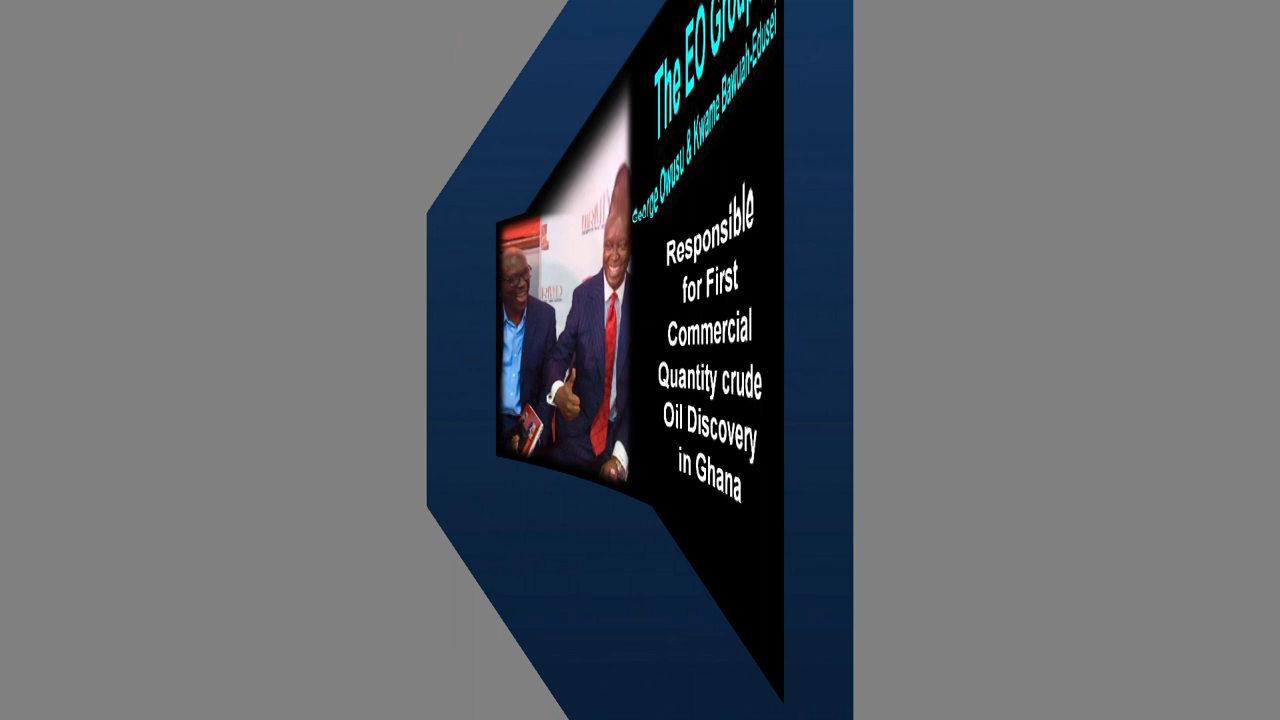 The EO Group
George Owusu & Kwame Bawuah-Edusei
Responsible
for First
Commercial
Quantity crude
Oil Discovery
in Ghana